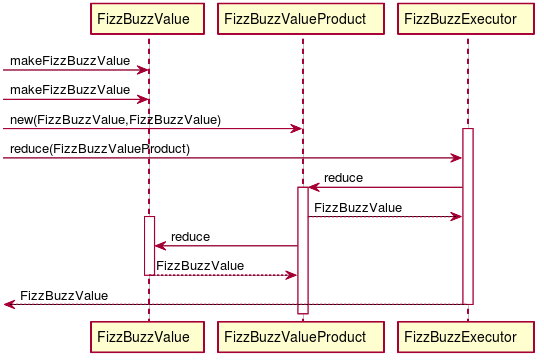 FizzBuzzValue
FizzBuzzValueProduct
FizzBuzzExecutor
makeFizzBuzzValue
makeFizzBuzzValue
new(FizzBuzzValue,FizzBuzzValue)
reduce(FizzBuzzValueProduct)
reduce
FizzBuzzValue
reduce
FizzBuzzValue
FizzBuzzValue
FizzBuzzValue
FizzBuzzValueProduct
FizzBuzzExecutor